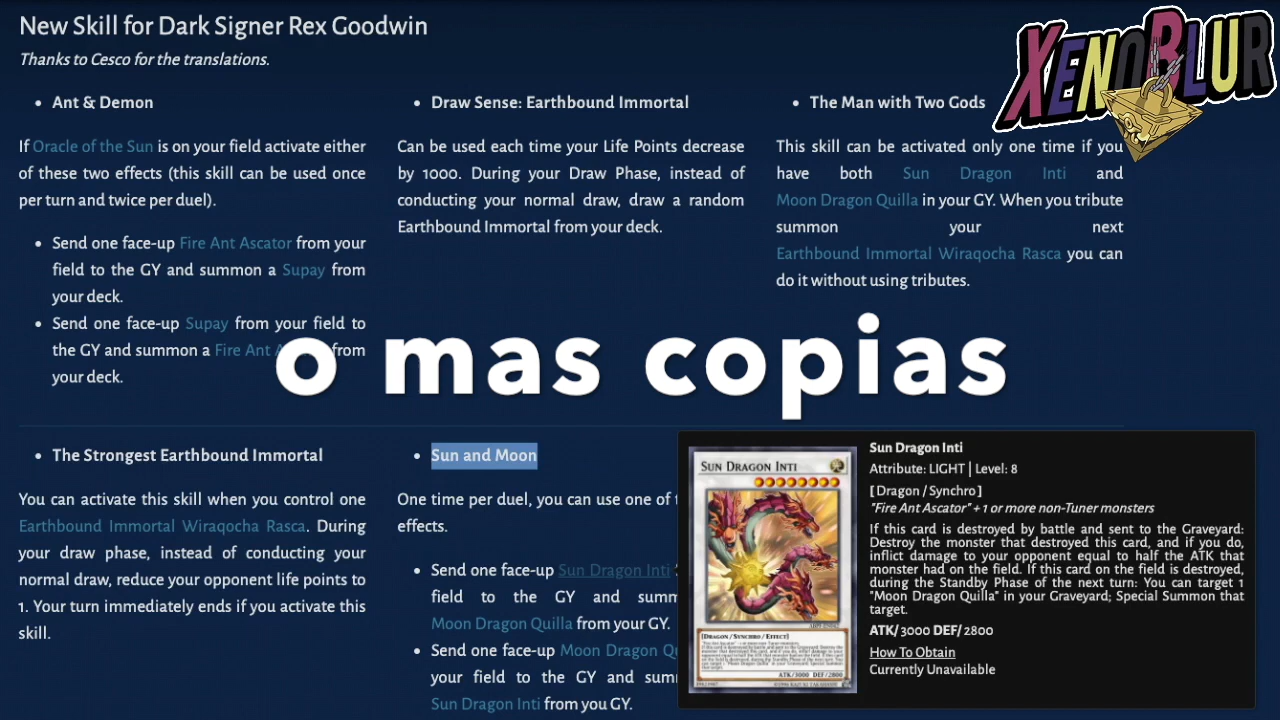 New Skill for Dark Signer Rex Goodwin
Thanks to Cesco for the translations.
XENOBLUR
• Ant & Demon
If Oracle of the Sun is on your field activate either
of these two effects (this skill can be used once
per turn and twice per duel).
• Send one face-up Fire Ant Ascator from your
field to the GY and summon a Supay from
your deck.
• Send one face-up Supay from your field to
the GY and summon a Fire Ant from
your deck.
• Draw Sense: Earthbound Immortal
Can be used each time your Life Points decrease
by 1000. During your Draw Phase, instead of
conducting your normal draw, draw a random
Earthbound Immortal from your deck.
• The Man with Two Gods
This skill can be activated only one time if you
have both Sun Dragon Inti and
Moon Dragon Quilla in your GY. When you tribute
summon your next
Earthbound Immortal Wiraqocha Rasca you can
do it without using tributes.
o mas copias
• The Strongest Earthbound Immortal
You can activate this skill when you control one
Earthbound Immortal Wiraqocha Rasca. During
your draw phase, instead of conducting your
normal draw, reduce your opponent life points to
1. Your turn immediately ends if you activate this
skill.
• Sun and Moon
One time per duel, you can use one of
effects.
• Send one face-up Sun Dragon Inti
field to the GY and
Moon Dragon Quilla from your GY.
• Send one face-up Moon Dragon
your field to the GY and
Sun Dragon Inti from you GY.
SUN DRAGON INTI
[DRAGON / SYNCHRO / EFFECT]
ATK/3000 DEF/2800
Sun Dragon Inti
Attribute: LIGHT | Level: 8
[ Dragon / Synchro ]
"Fire Ant Ascator" + 1 or more non-Tuner monsters
If this card is destroyed by battle and sent to the Graveyard:
Destroy the monster that destroyed this card, and if you do,
inflict damage to your opponent equal to half the ATK that
monster had on the field. If this card on the field is destroyed,
during the Standby Phase of the next turn: You can target 1
"Moon Dragon Quilla" in your Graveyard; Special Summon that
target.
ATK/ 3000 DEF/ 2800
How To Obtain
Currently Unavailable